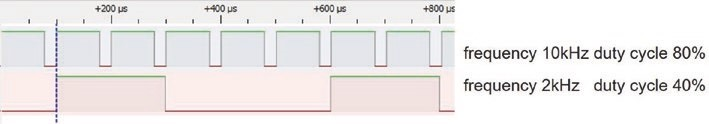 +200 µs +400 µs +600 µs +800 µs
frequency 10kHz duty cycle 80%
frequency 2kHz duty cycle 40%